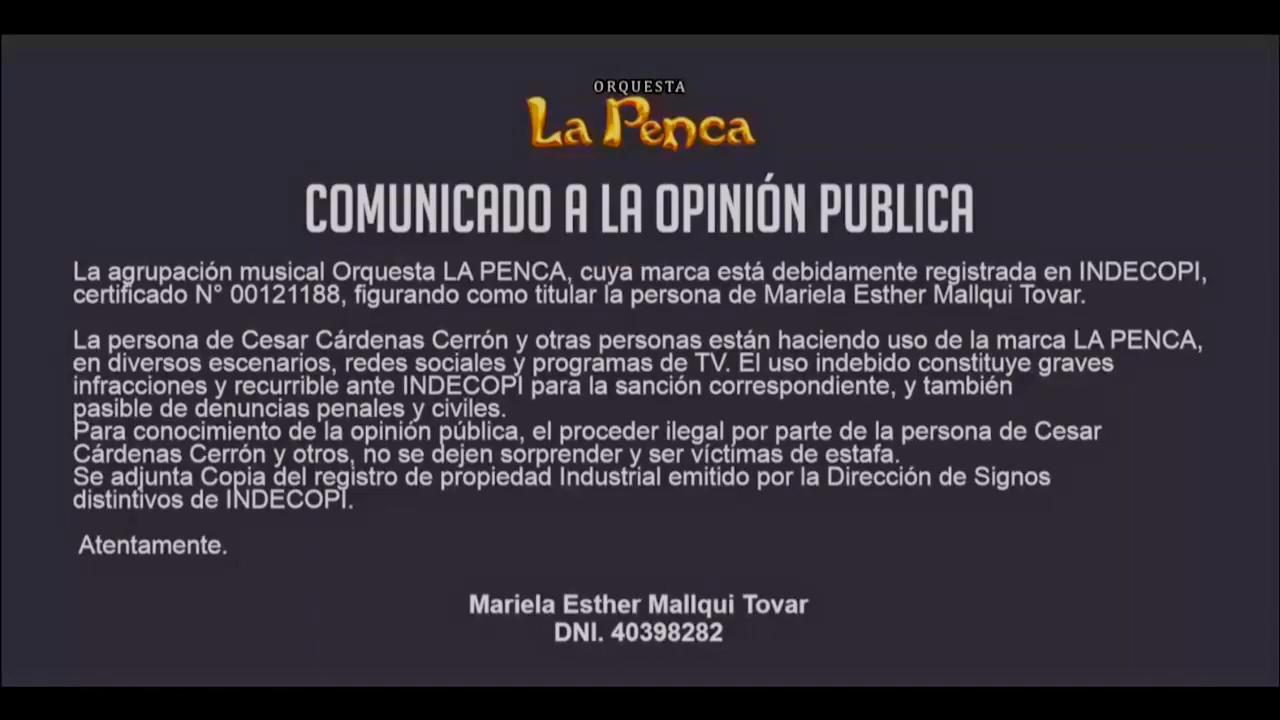 ORQUESTA
La Penca
COMUNICADO A LA OPINIÓN PUBLICA
La agrupación musical Orquesta LA PENCA, cuya marca está debidamente registrada en INDECOPI,
certificado N° 00121188, figurando como titular la persona de Mariela Esther Mallqui Tovar.
La persona de Cesar Cárdenas Cerrón y otras personas están haciendo uso de la marca LA PENCA,
en diversos escenarios, redes sociales y programas de TV. El uso indebido constituye graves
infracciones y recurrible ante INDECOPI para la sanción correspondiente, y también
pasible de denuncias penales y civiles.
Para conocimiento de la opinión pública, el proceder ilegal por parte de la persona de Cesar
Cárdenas Cerrón y otros, no se dejen sorprender y ser víctimas de estafa.
Se adjunta Copia del registro de propiedad Industrial emitido por la Dirección de Signos
distintivos de INDECOPI.
Atentamente.
Mariela Esther Mallqui Tovar
DNI. 40398282